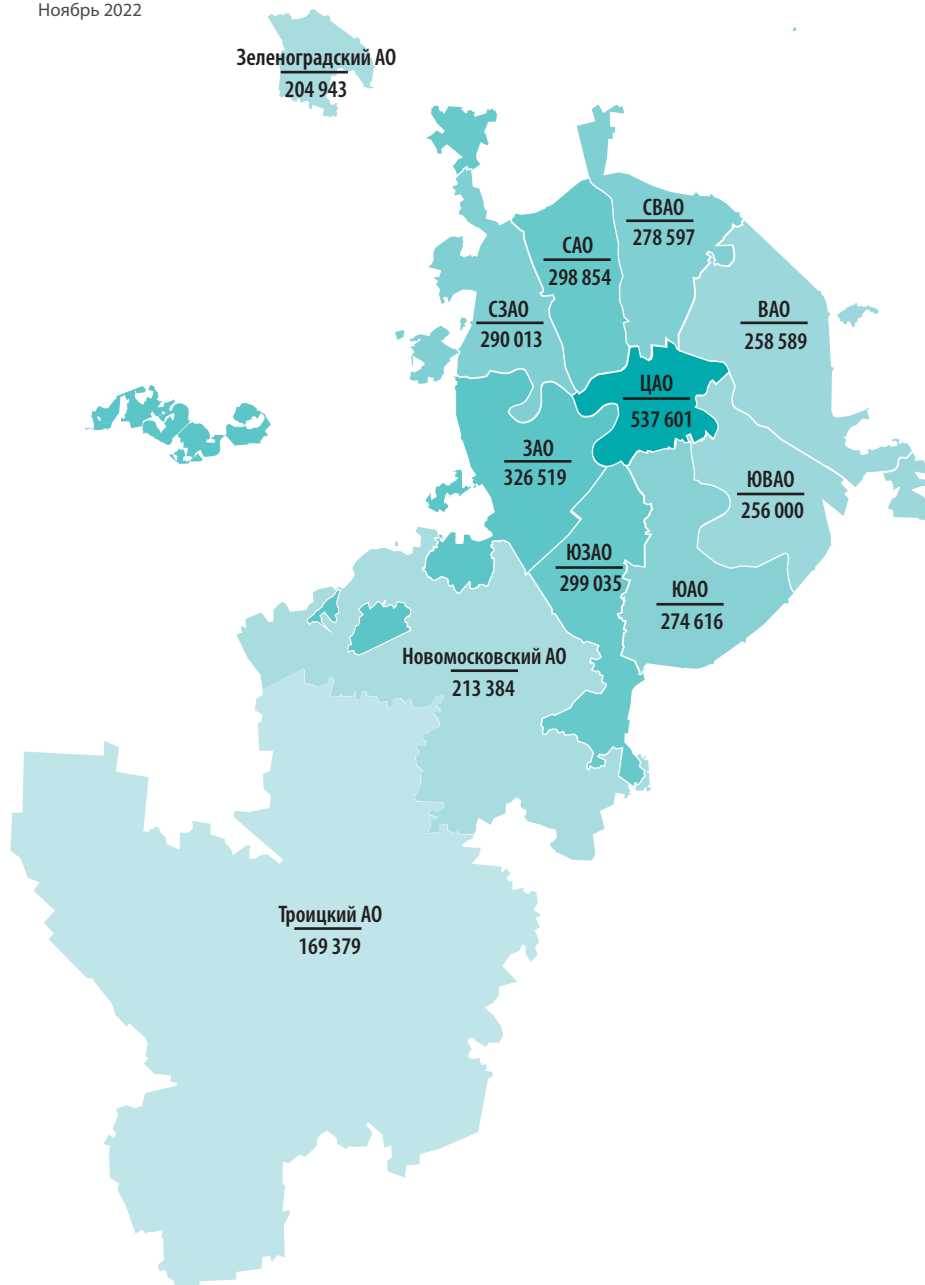 Ноябрь 2022
Зеленоградский АО
204 943
СВАО
278 597
САО
298 854
СЗАО
290 013
ВАО
258 589
ЦАО
537 601
ЗАО
326 519
ЮВАО
256 000
ЮЗАО
299 035
ЮАО
274 616
Новомосковский АО
213 384
Троицкий АО
169 379